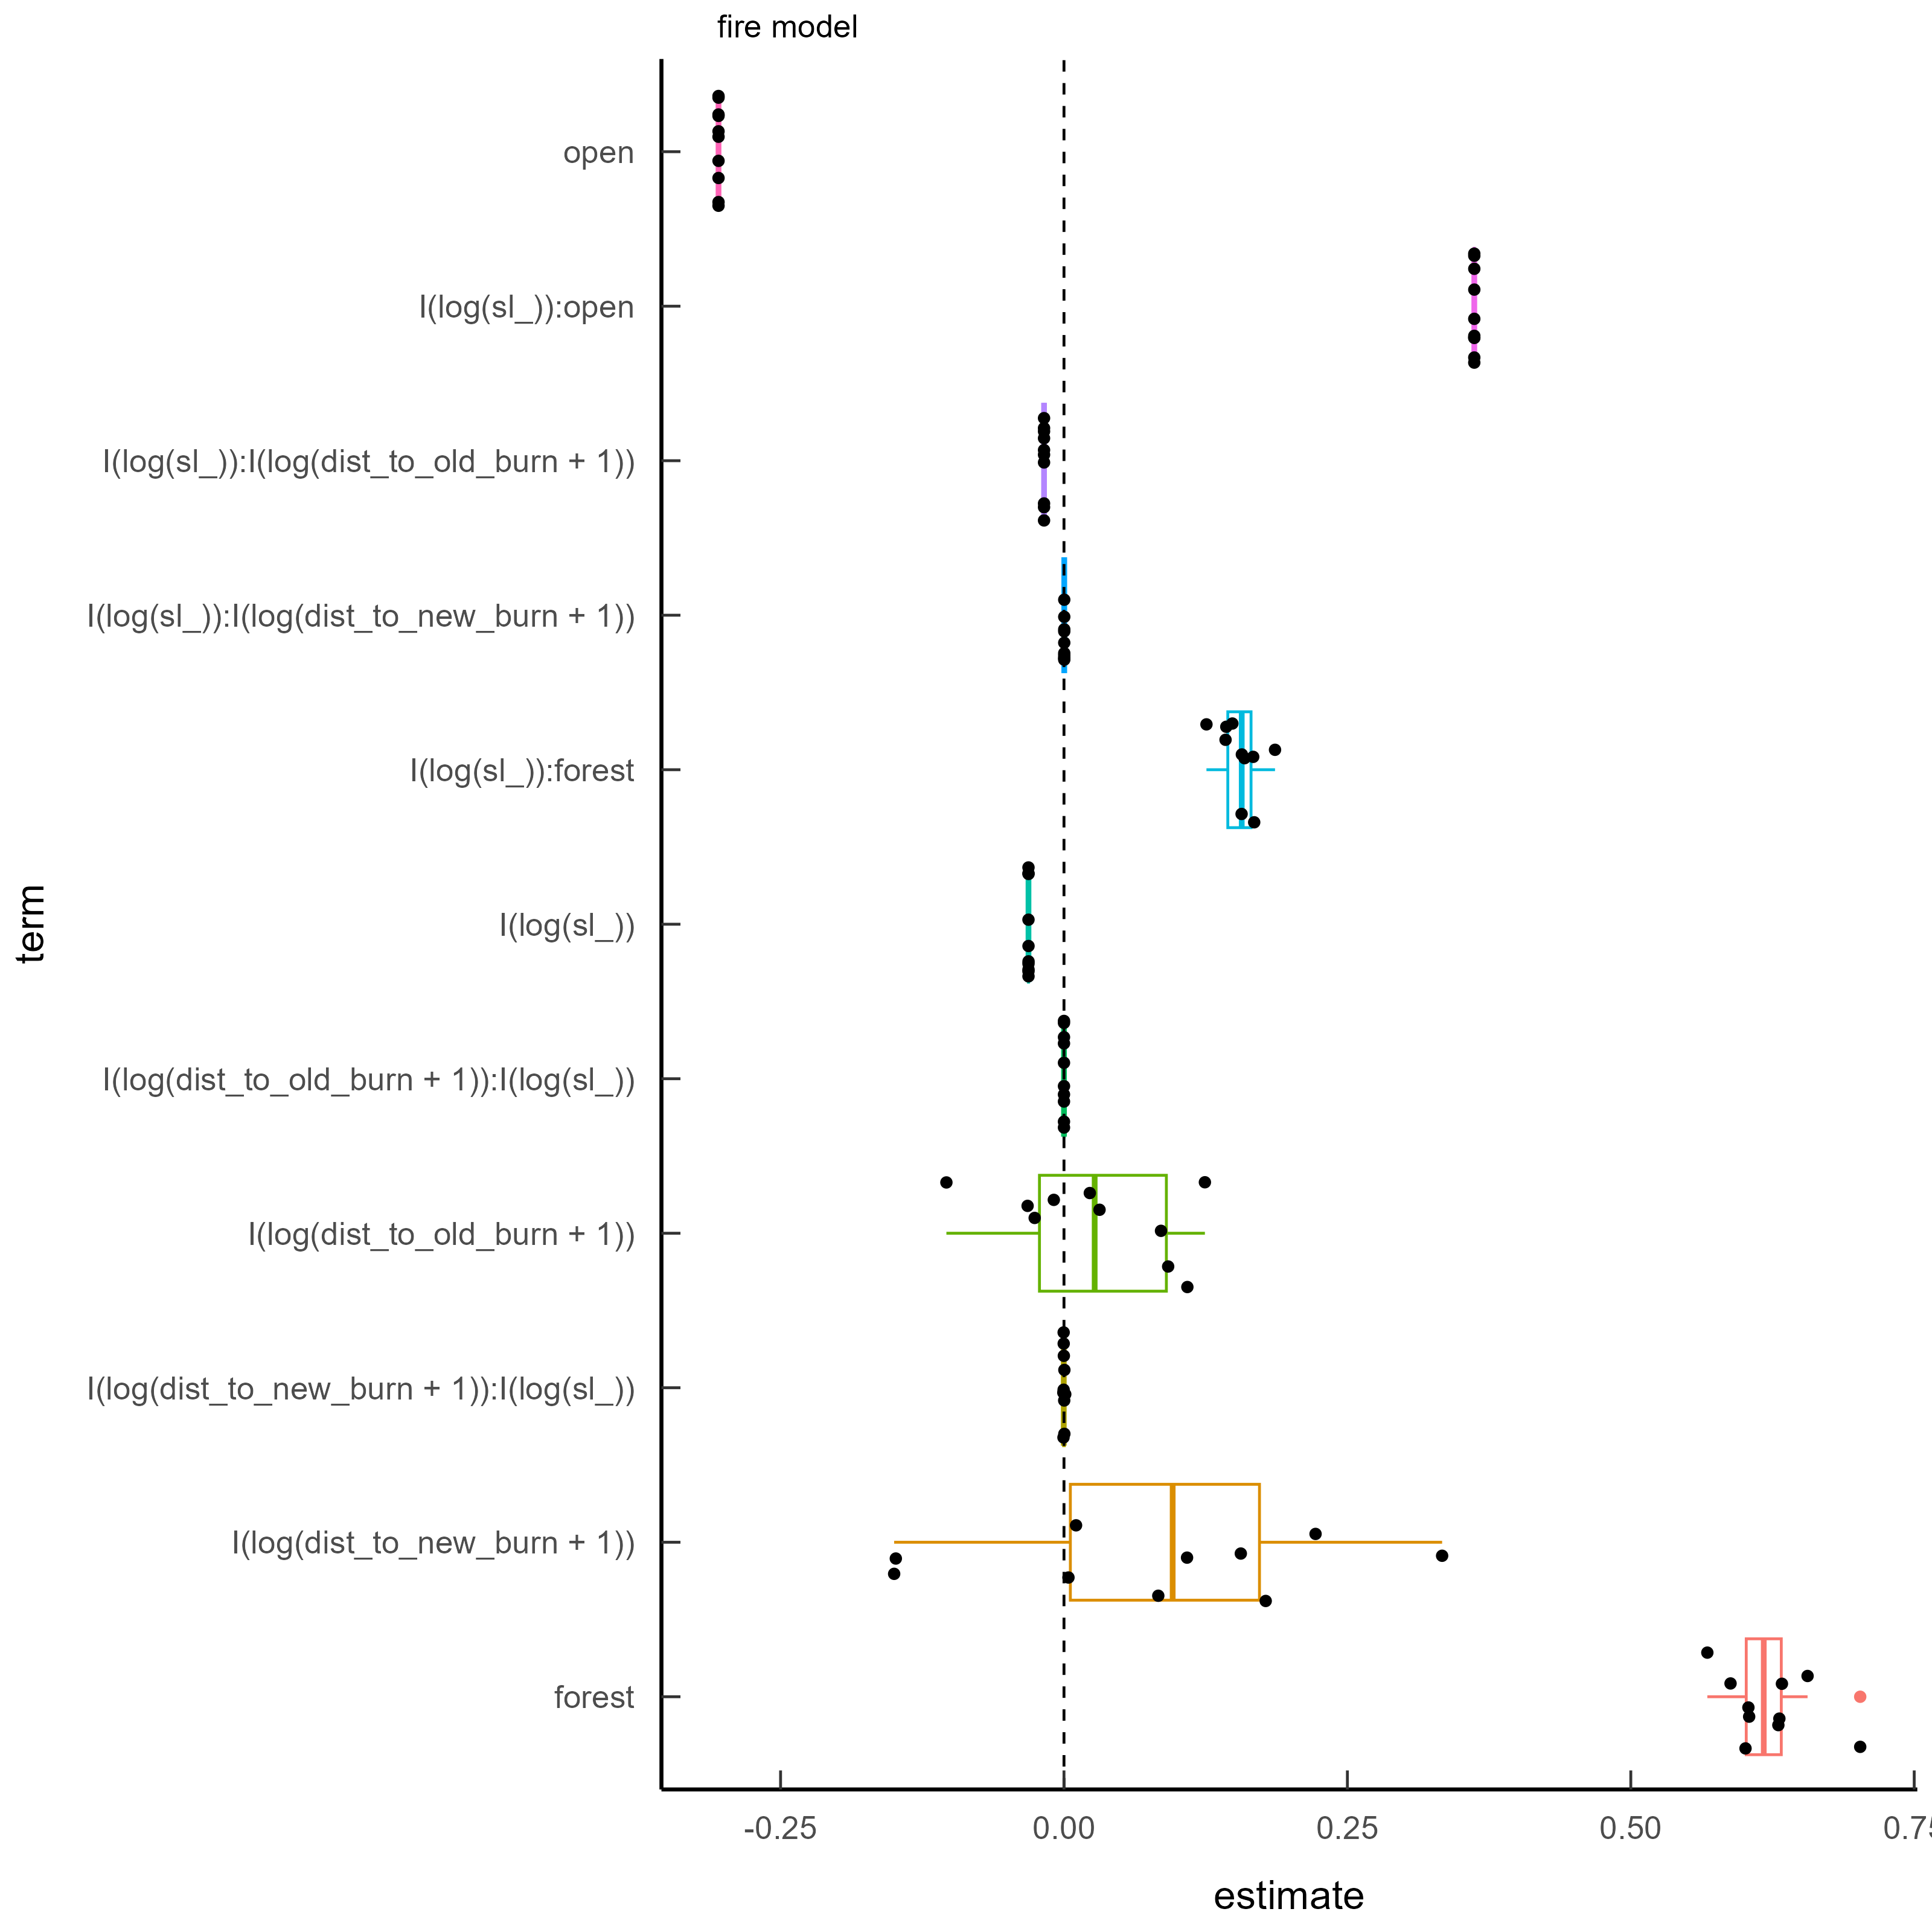 fire model
open
I(log(sl_)):open
I(log(sl_)):I(log(dist_to_old_burn + 1))
I(log(sl_)):I(log(dist_to_new_burn + 1))
I(log(sl_)):forest
I(log(sl_))
I(log(dist_to_old_burn + 1)):I(log(sl_))
I(log(dist_to_old_burn + 1))
I(log(dist_to_new_burn + 1)):I(log(sl_))
I(log(dist_to_new_burn + 1))
forest
term
-0.25 0.00 0.25 0.50 0.75
estimate